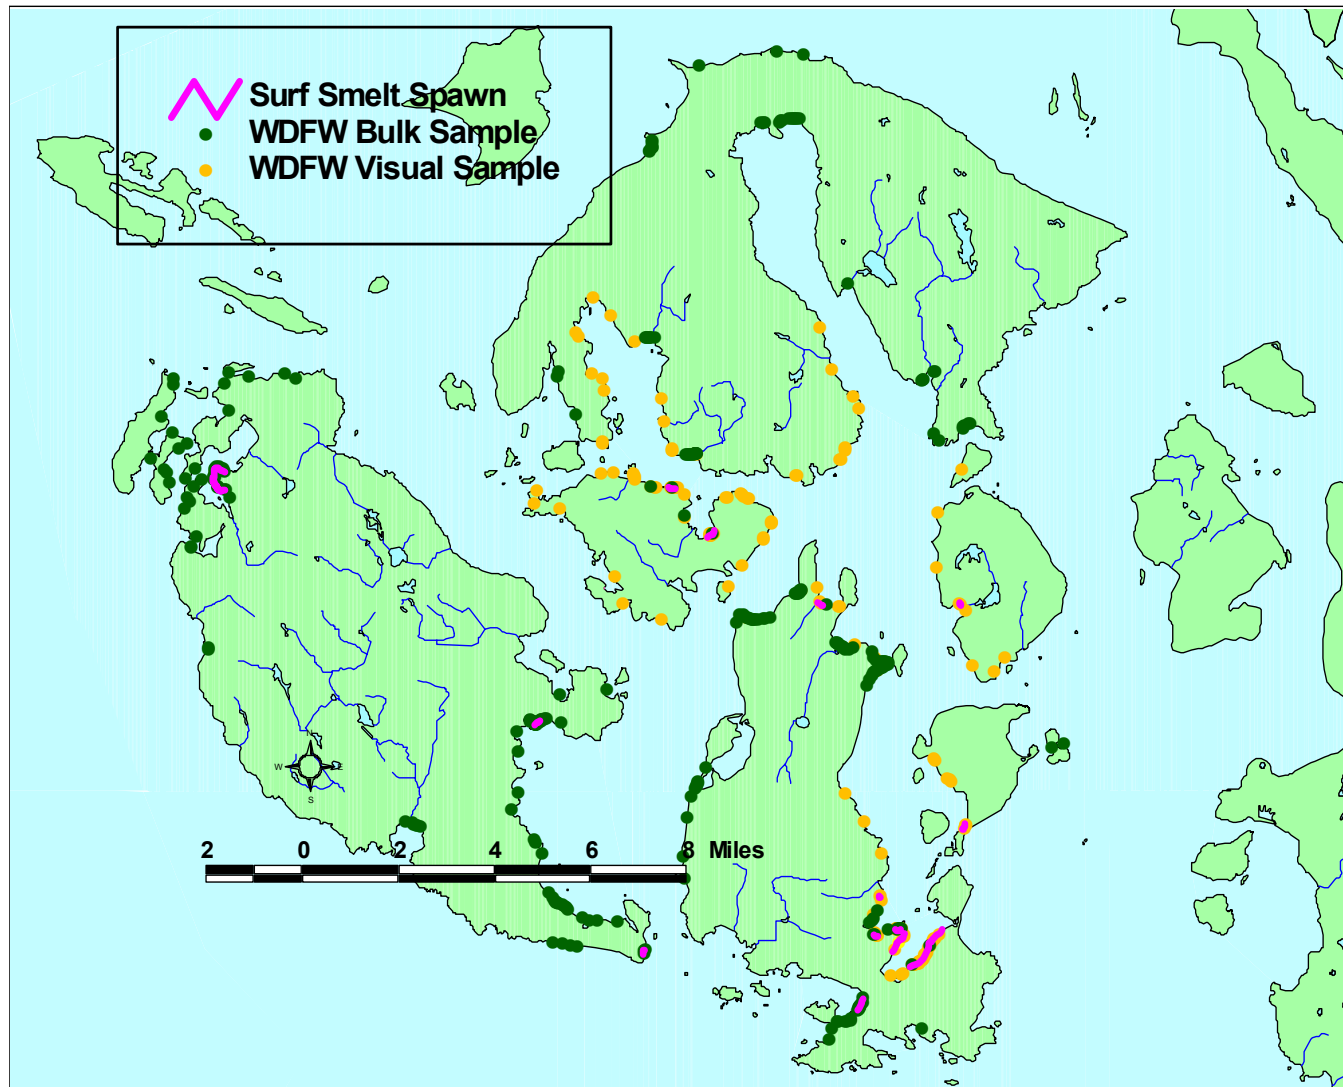 Surf Smelt Spawn
WDFW Bulk Sample
WDFW Visual Sample
N
W E
S
2 0 2 4 6 8 Miles